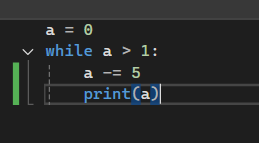 a = 0
while a > 1:
    a -= 5
    print(a)